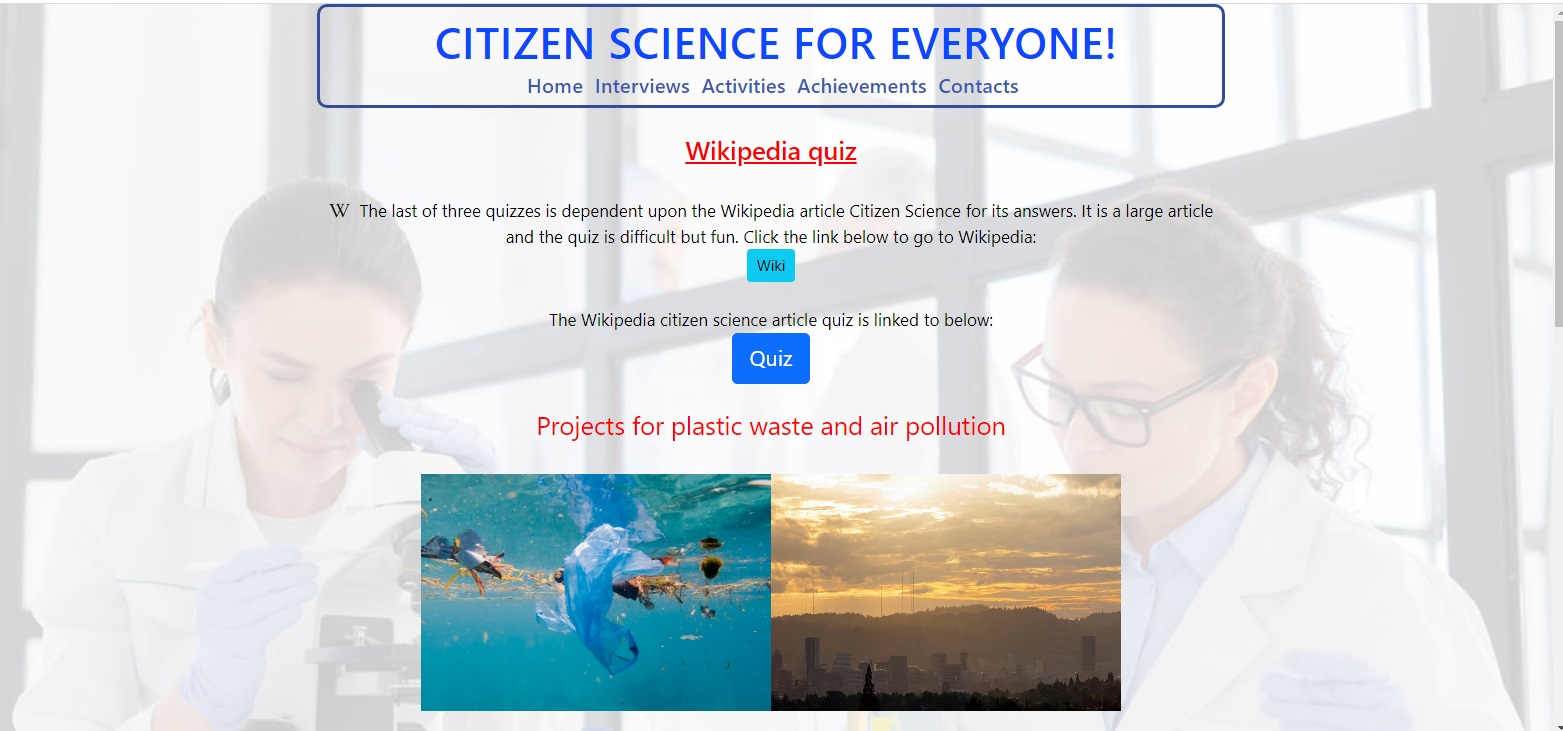 CITIZEN SCIENCE FOR EVERYONE!
Home Interviews Activities Achievements Contacts
Wikipedia quiz
W The last of three quizzes is dependent upon the Wikipedia article Citizen Science for its answers. It is a large article
and the quiz is difficult but fun. Click the link below to go to Wikipedia:
Wiki
The Wikipedia citizen science article quiz is linked to below:
Quiz
Projects for plastic waste and air pollution